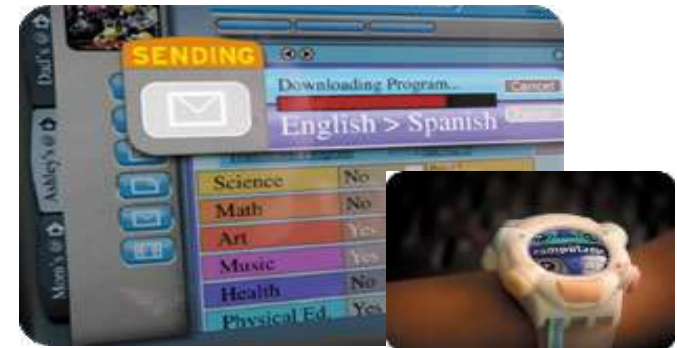 Dad's @
Ashley's @
Mom's @
SENDING
Downloading Program...
Cancel
English > Spanish
Science No
Math No
Art Yes
Music Yes
Health No
Physical Ed. Yes